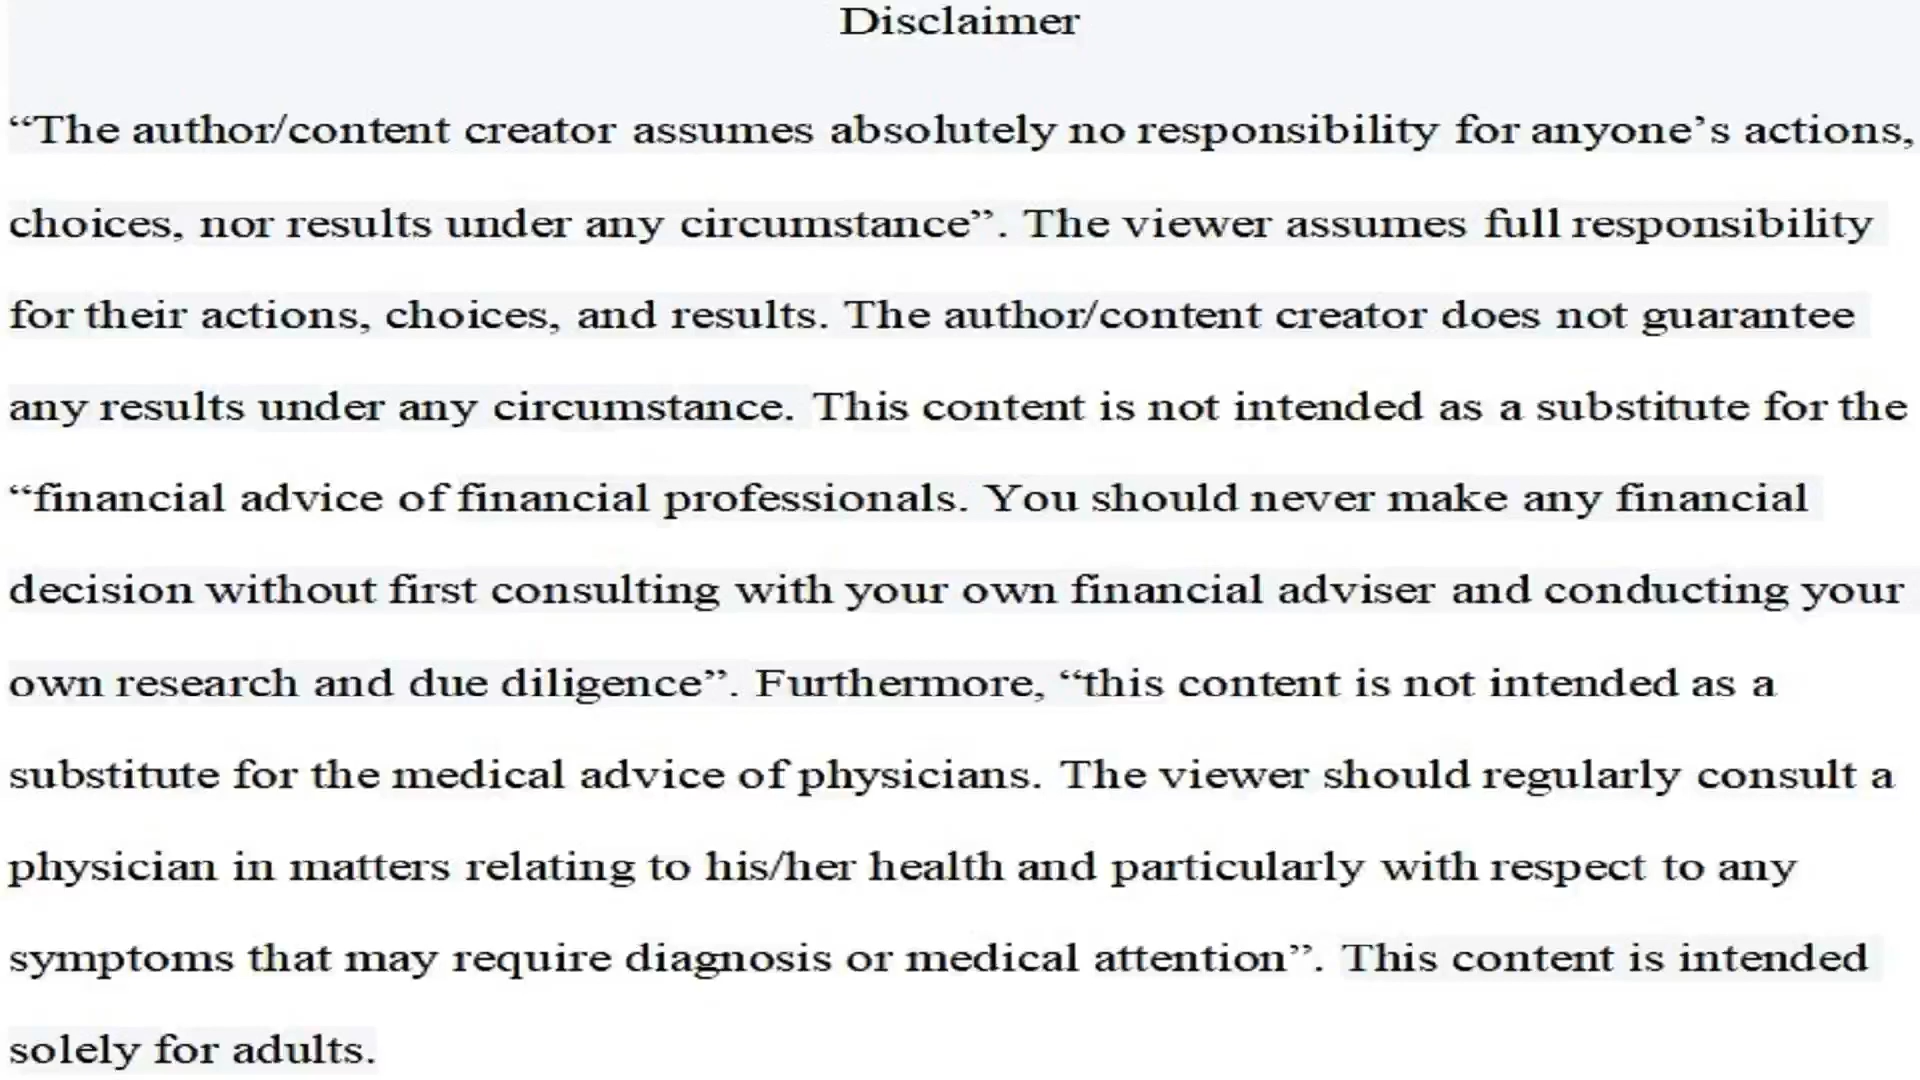 Disclaimer
“The author/content creator assumes absolutely no responsibility for anyone’s actions,
choices, nor results under any circumstance”. The viewer assumes full responsibility
for their actions, choices, and results. The author/content creator does not guarantee
any results under any circumstance. This content is not intended as a substitute for the
“financial advice of financial professionals. You should never make any financial
decision without first consulting with your own financial adviser and conducting your
own research and due diligence”. Furthermore, “this content is not intended as a
substitute for the medical advice of physicians. The viewer should regularly consult a
physician in matters relating to his/her health and particularly with respect to any
symptoms that may require diagnosis or medical attention”. This content is intended
solely for adults.